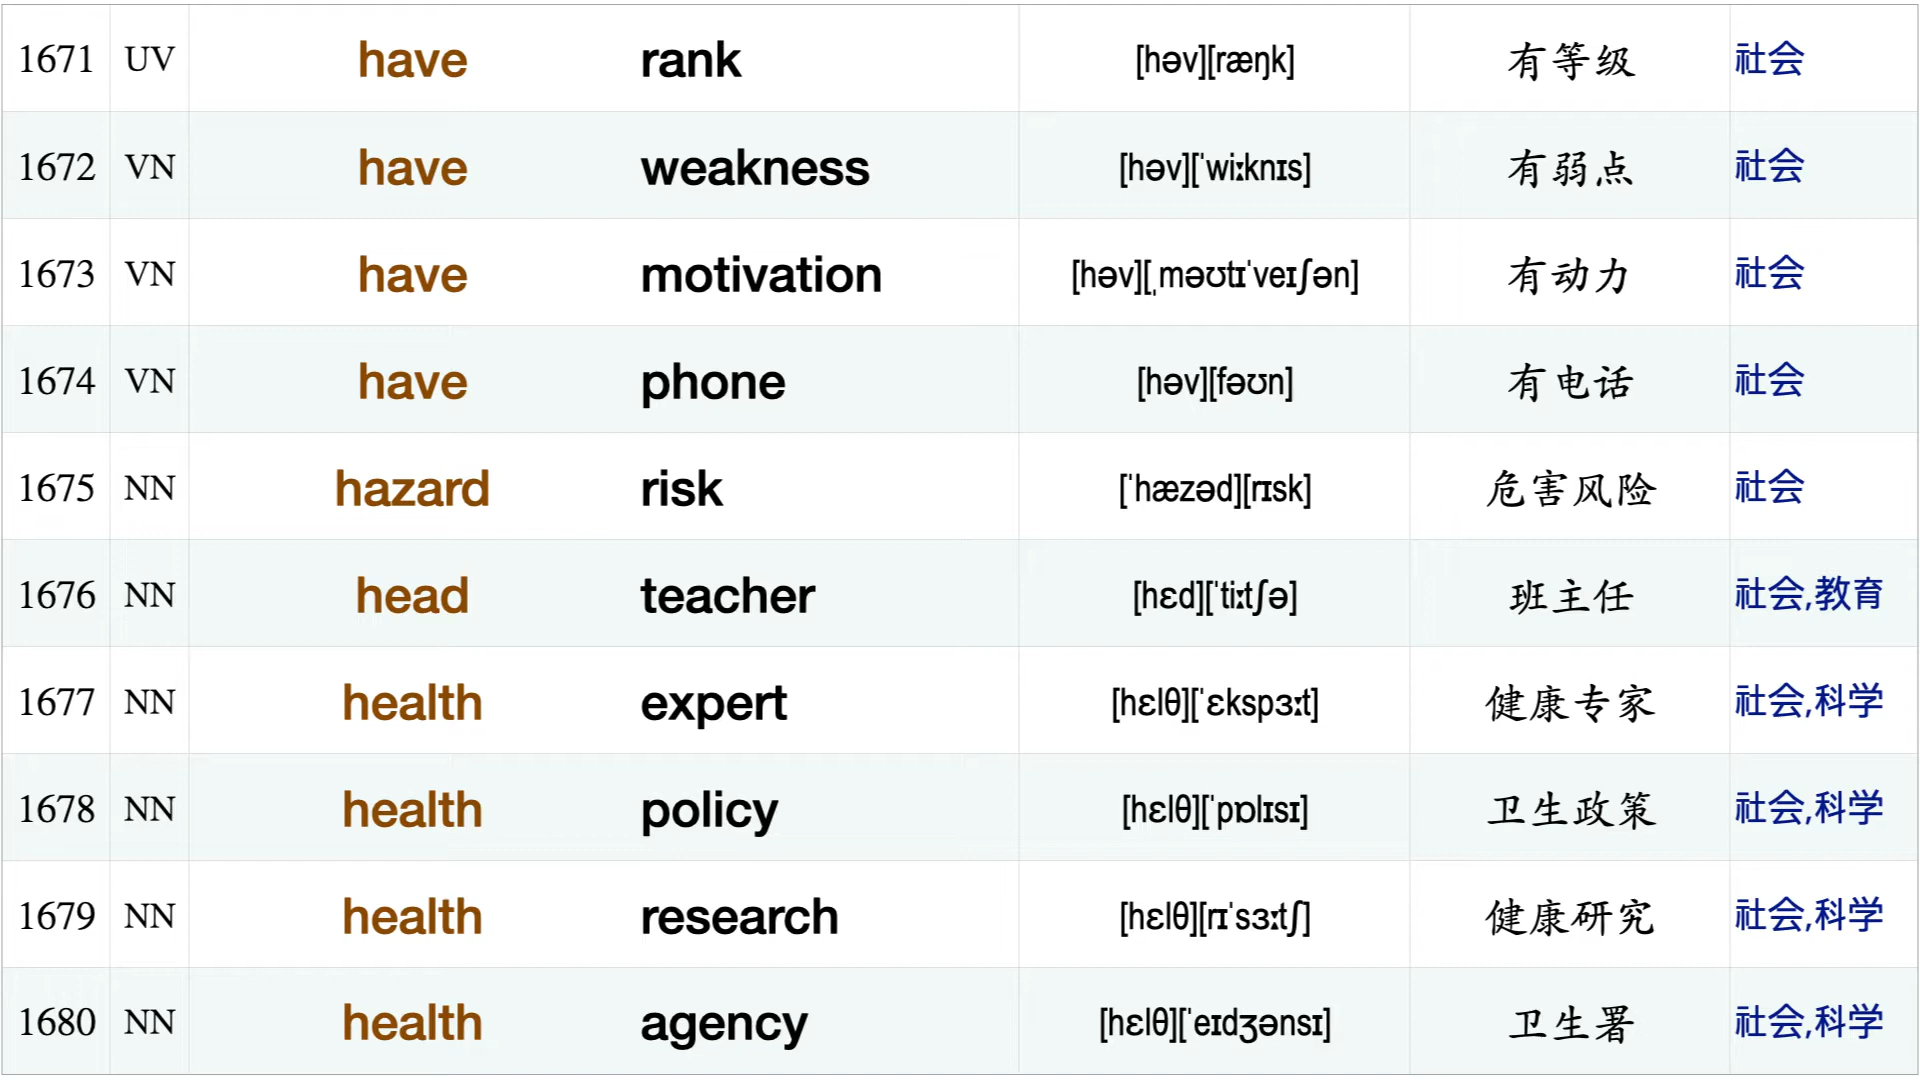 1671 UV have rank [həv][ræŋk] 有等级 社会
1672 VN have weakness [həv][ˈwiːknɪs] 有弱点 社会
1673 VN have motivation [həv][ˌməʊtɪˈveɪʃən] 有动力 社会
1674 VN have phone [həv][fəʊn] 有电话 社会
1675 NN hazard risk [ˈhæzəd][rɪsk] 危害风险 社会
1676 NN head teacher [hɛd][ˈtiːtʃə] 班主任 社会,教育
1677 NN health expert [hɛlθ][ˈɛkspɜːt] 健康专家 社会,科学
1678 NN health policy [hɛlθ][ˈpɒlɪsɪ] 卫生政策 社会,科学
1679 NN health research [hɛlθ][rɪˈsɜːtʃ] 健康研究 社会,科学
1680 NN health agency [hɛlθ][ˈeɪdʒənsɪ] 卫生署 社会,科学